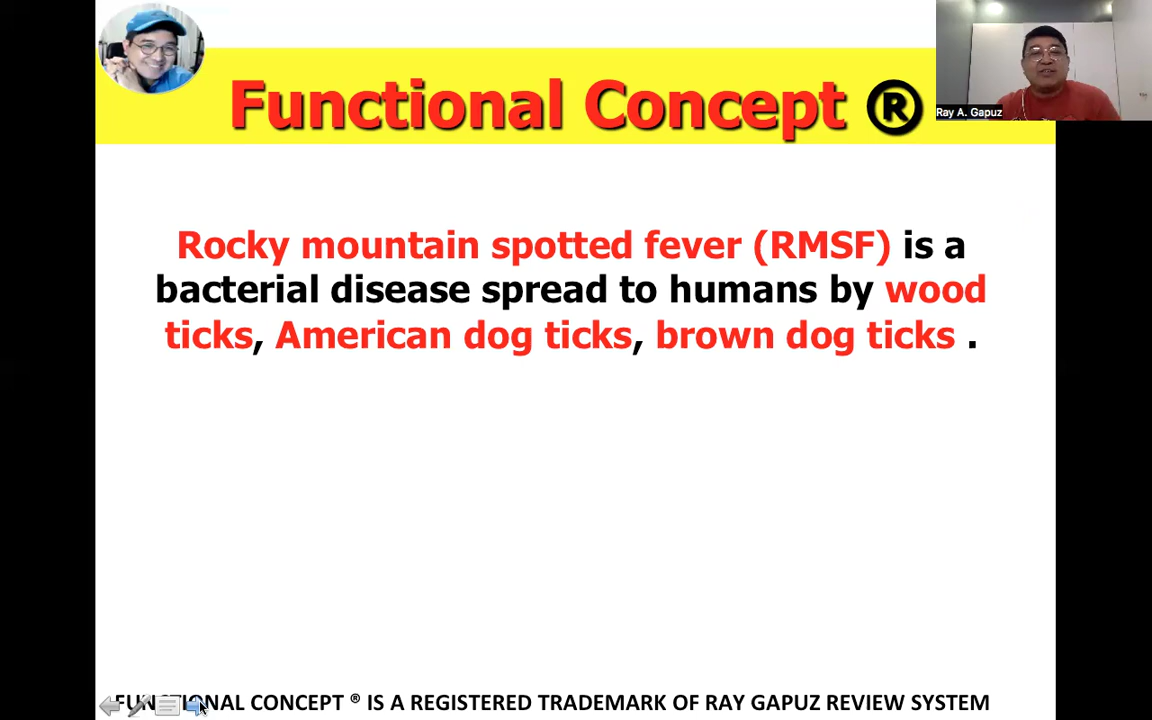 Functional Concept ®
Ray A. Gapuz
Rocky mountain spotted fever (RMSF) is a
bacterial disease spread to humans by wood
ticks, American dog ticks, brown dog ticks .
FUNCTIONAL CONCEPT ® IS A REGISTERED TRADEMARK OF RAY GAPUZ REVIEW SYSTEM